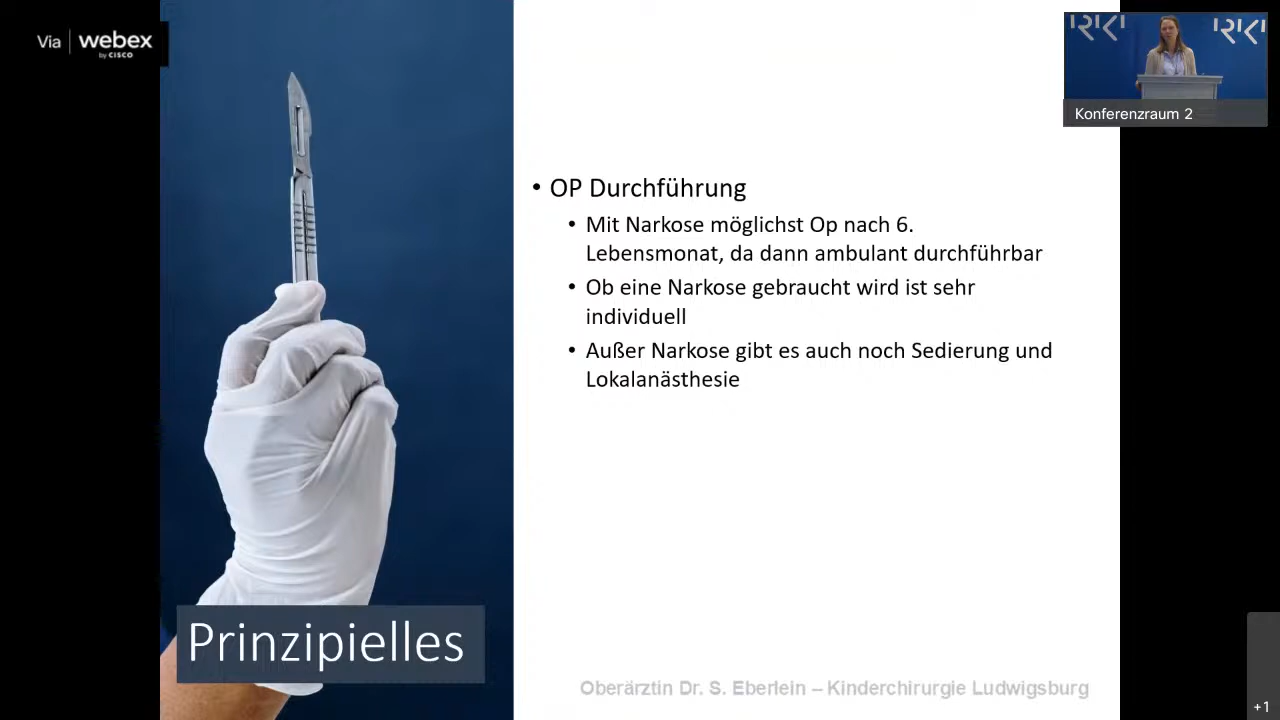 Via webex
by CISCO
RKI RKI
Konferenzraum 2
• OP Durchführung
• Mit Narkose möglichst Op nach 6.
Lebensmonat, da dann ambulant durchführbar
• Ob eine Narkose gebraucht wird ist sehr
individuell
• Außer Narkose gibt es auch noch Sedierung und
Lokalanästhesie
Prinzipielles
Oberärztin Dr. S. Eberlein – Kinderchirurgie Ludwigsburg
+1